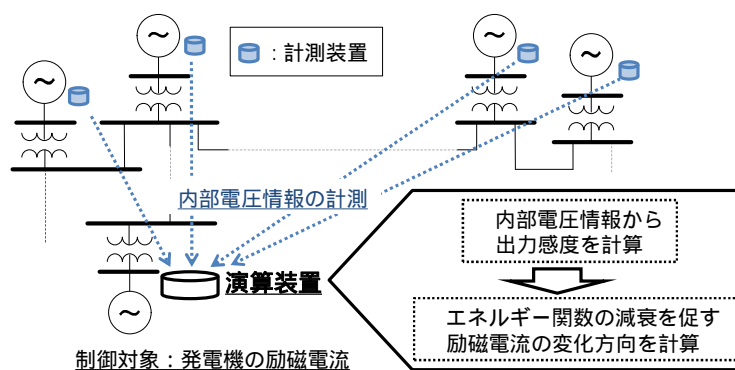 ～
～
～
～
：計測装置
内部電圧情報の計測
内部電圧情報から
出力感度を計算
演算装置
～
エネルギー関数の減衰を促す
励磁電流の変化方向を計算
制御対象：発電機の励磁電流